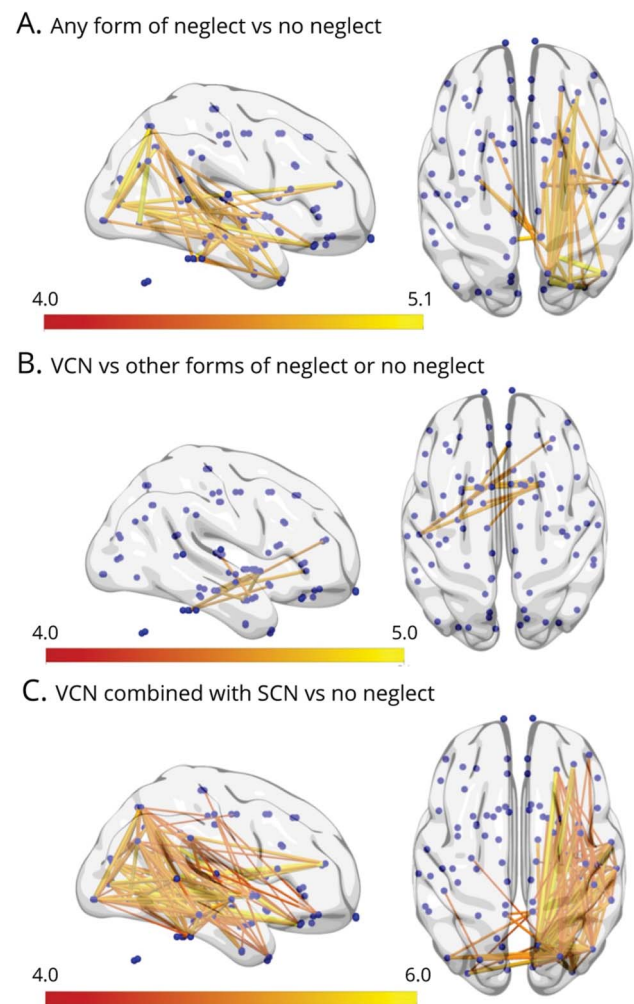 A. Any form of neglect vs no neglect
4.0 5.1
B. VCN vs other forms of neglect or no neglect
4.0 5.0
C. VCN combined with SCN vs no neglect
4.0 6.0